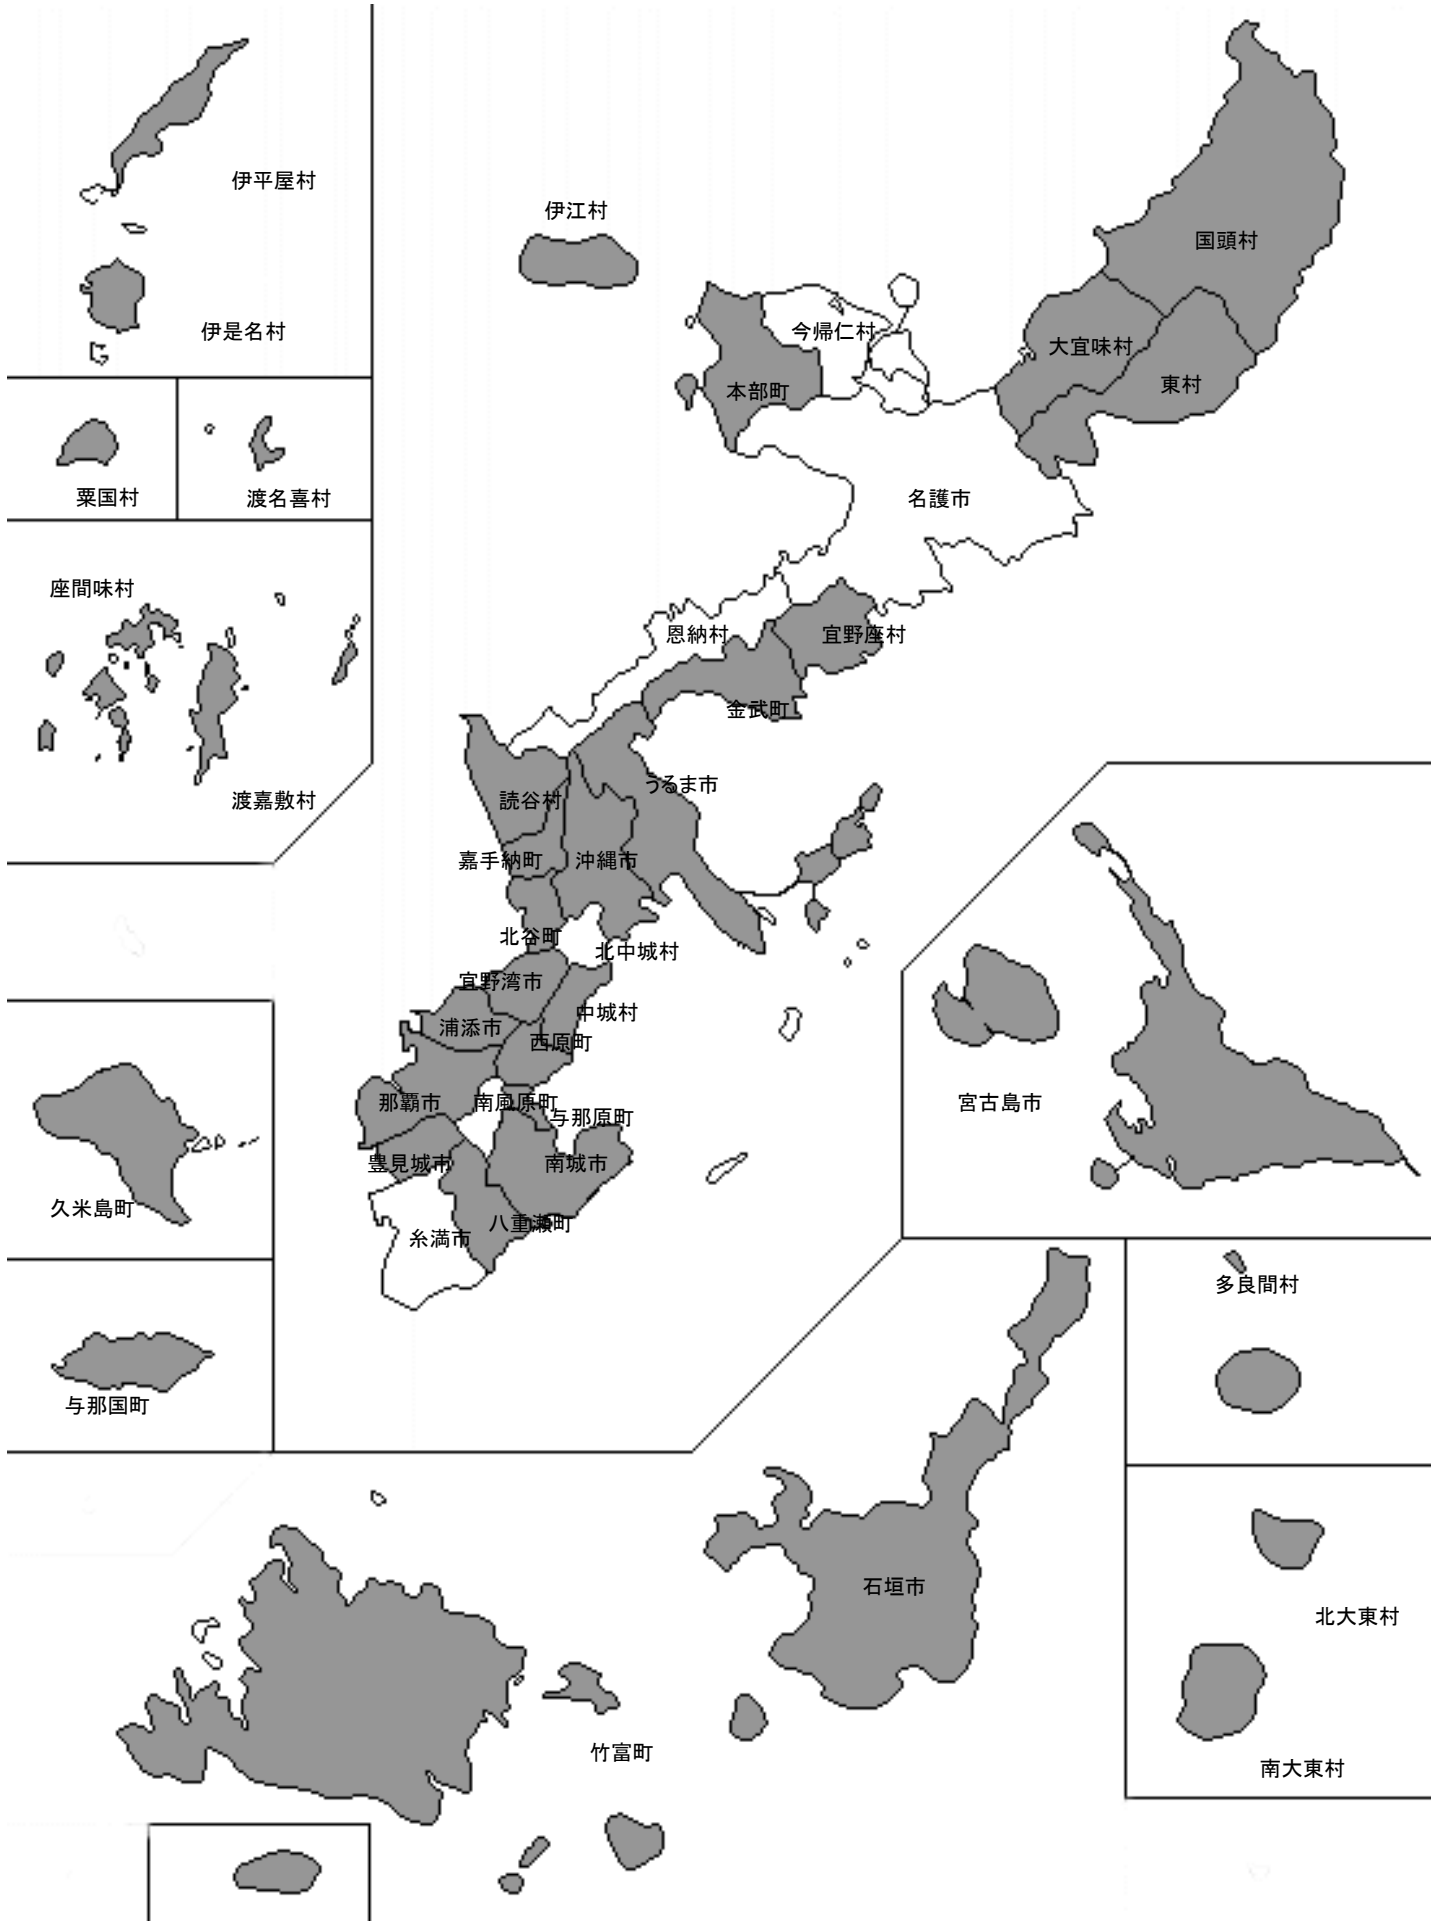 伊平屋村
伊江村
国頭村
伊是名村
今帰仁村
大宜味村
東村
本部町
粟国村
渡名喜村
名護市
座間味村
恩納村
宜野座村
金武町
うるま市
渡嘉敷村
読谷村
嘉手納町
沖縄市
北谷町
北中城村
宜野湾市
中城村
浦添市
西原町
那覇市
南風原町
与那原町
宮古島市
豊見城市
南城市
久米島町
八重瀬町
糸満市
多良間村
与那国町
石垣市
北大東村
竹富町
南大東村